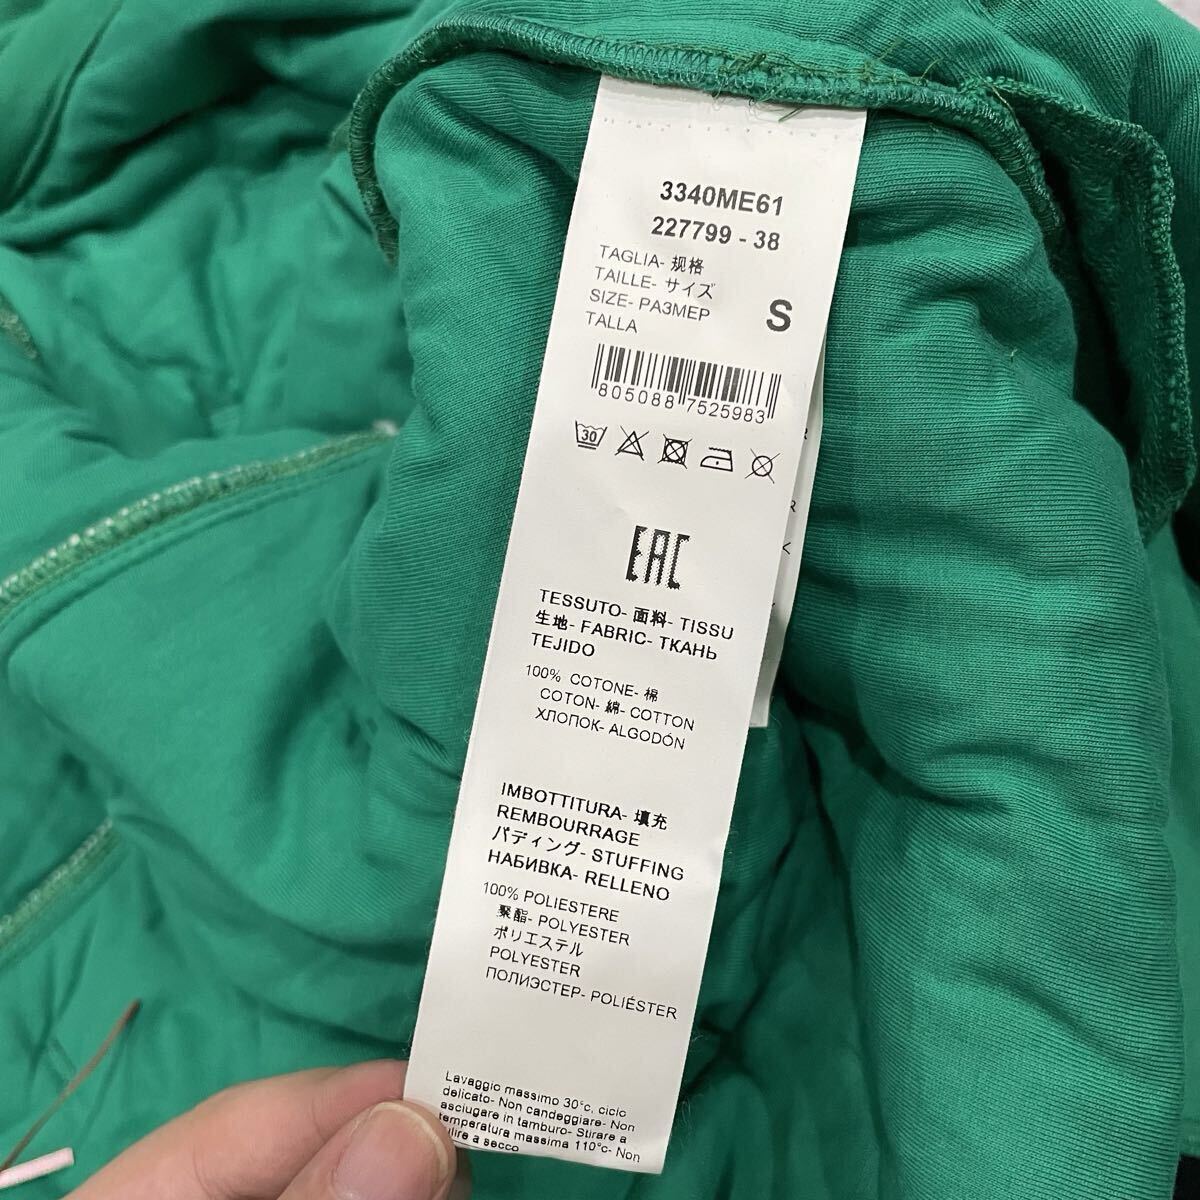 3340ME61
227799 - 38
TAGLIA- 规格
TAILLE- サイズ
SIZE- РАЗМЕР
TALLA
S
805088 7525983
30
EAC
TESSUTO- 面料- TISSU
生地- FABRIC- ТКАНЬ
TEJIDO
100% COTONE- 棉
COTON- 綿- COTTON
ХЛОПОК- ALGODÓN
IMBOTTITURA- 填充
REMBOURRAGE
パディング- STUFFING
НАБИВКА- RELLENO
100% POLIESTERE
聚酯- POLYESTER
ポリエステル
POLYESTER
ПОЛИЭСТЕР- POLIÉSTER
Lavaggio massimo 30°c, ciclo
delicato- Non candeggiare- Non
asciugare in tamburo- Stirare a
temperatura massima 110°c- Non
a secco